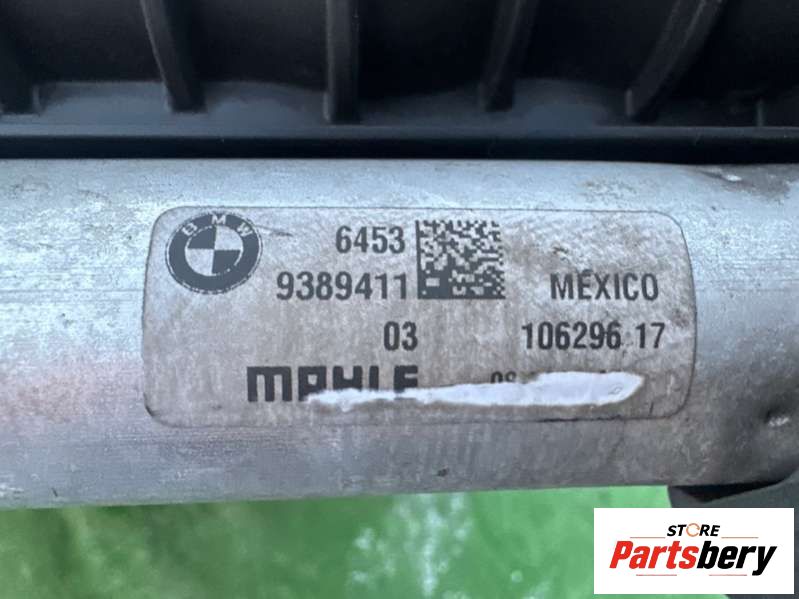 BMW
6453
9389411
MEXICO
03
106296 17
MAHLE
STORE
Partsbery